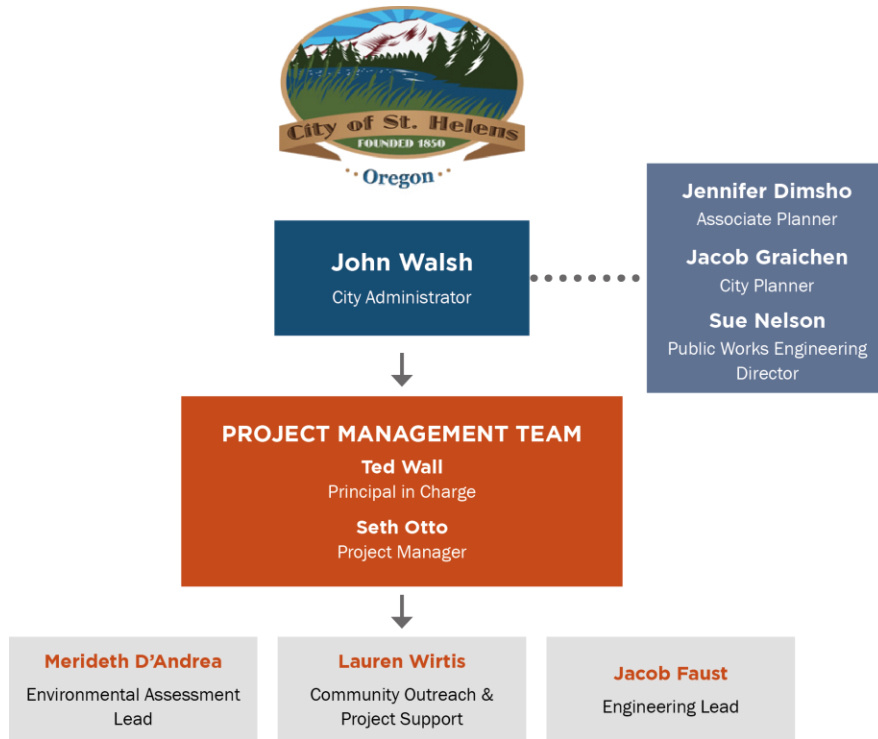 City of St. Helens
FOUNDED 1850
Oregon
John Walsh
City Administrator
Jennifer Dimsho
Associate Planner
Jacob Graichen
City Planner
Sue Nelson
Public Works Engineering
Director
PROJECT MANAGEMENT TEAM
Ted Wall
Principal in Charge
Seth Otto
Project Manager
Merideth D’Andrea
Environmental Assessment
Lead
Lauren Wirtis
Community Outreach &
Project Support
Jacob Faust
Engineering Lead